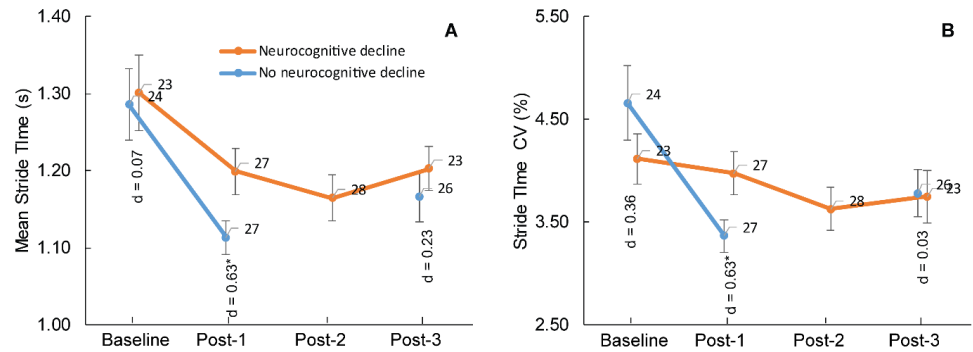 1.40
1.30
1.20
1.10
1.00
Mean Stride TIme (s)
A
Neurocognitive decline
No neurocognitive decline
23
24
27
28
23
26
27
d = 0.07
d = 0.63*
d = 0.23
Baseline
Post-1
Post-2
Post-3
5.50
4.50
3.50
2.50
Stride TIme CV (%)
B
24
23
27
28
26
23
27
d = 0.36
d = 0.63*
d = 0.03
Baseline
Post-1
Post-2
Post-3